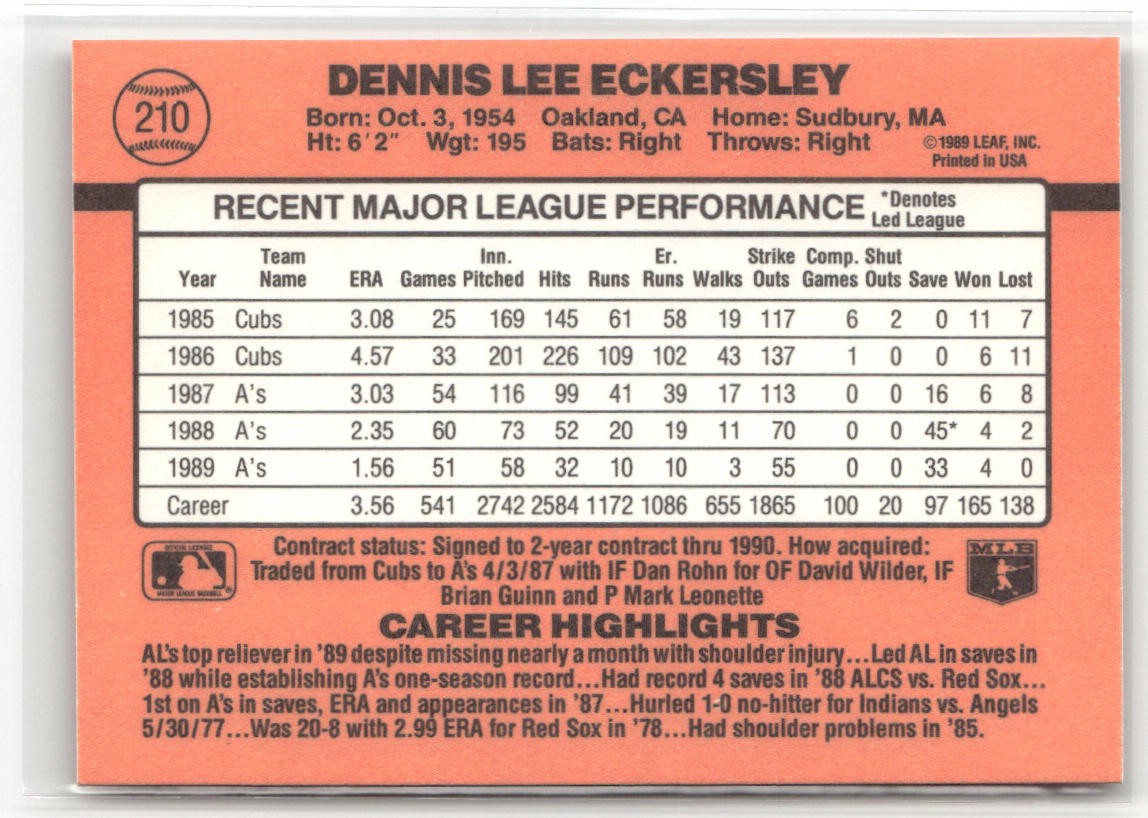 210
DENNIS LEE ECKERSLEY
Born: Oct. 3, 1954 Oakland, CA Home: Sudbury, MA
Ht: 6'2" Wgt: 195 Bats: Right Throws: Right
©1989 LEAF, INC.
Printed in USA
RECENT MAJOR LEAGUE PERFORMANCE *Denotes Led League
Year Team Name ERA Games Inn. Pitched Hits Runs Er. Runs Walks Strike Outs Comp. Games Shut Outs Save Won Lost
1985 Cubs 3.08 25 169 145 61 58 19 117 6 2 0 11 7
1986 Cubs 4.57 33 201 226 109 102 43 137 1 0 0 6 11
1987 A's 3.03 54 116 99 41 39 17 113 0 0 16 6 8
1988 A's 2.35 60 73 52 20 19 11 70 0 0 45* 4 2
1989 A's 1.56 51 58 32 10 10 3 55 0 0 33 4 0
Career 3.56 541 2742 2584 1172 1086 655 1865 100 20 97 165 138
OFFICIAL LICENSEE
MAJOR LEAGUE BASEBALL
Contract status: Signed to 2-year contract thru 1990. How acquired:
Traded from Cubs to A's 4/3/87 with IF Dan Rohn for OF David Wilder, IF
Brian Guinn and P Mark Leonette
MLB
CAREER HIGHLIGHTS
AL's top reliever in '89 despite missing nearly a month with shoulder injury...Led AL in saves in
'88 while establishing A's one-season record...Had record 4 saves in '88 ALCS vs. Red Sox...
1st on A's in saves, ERA and appearances in '87...Hurled 1-0 no-hitter for Indians vs. Angels
5/30/77...Was 20-8 with 2.99 ERA for Red Sox in '78...Had shoulder problems in '85.